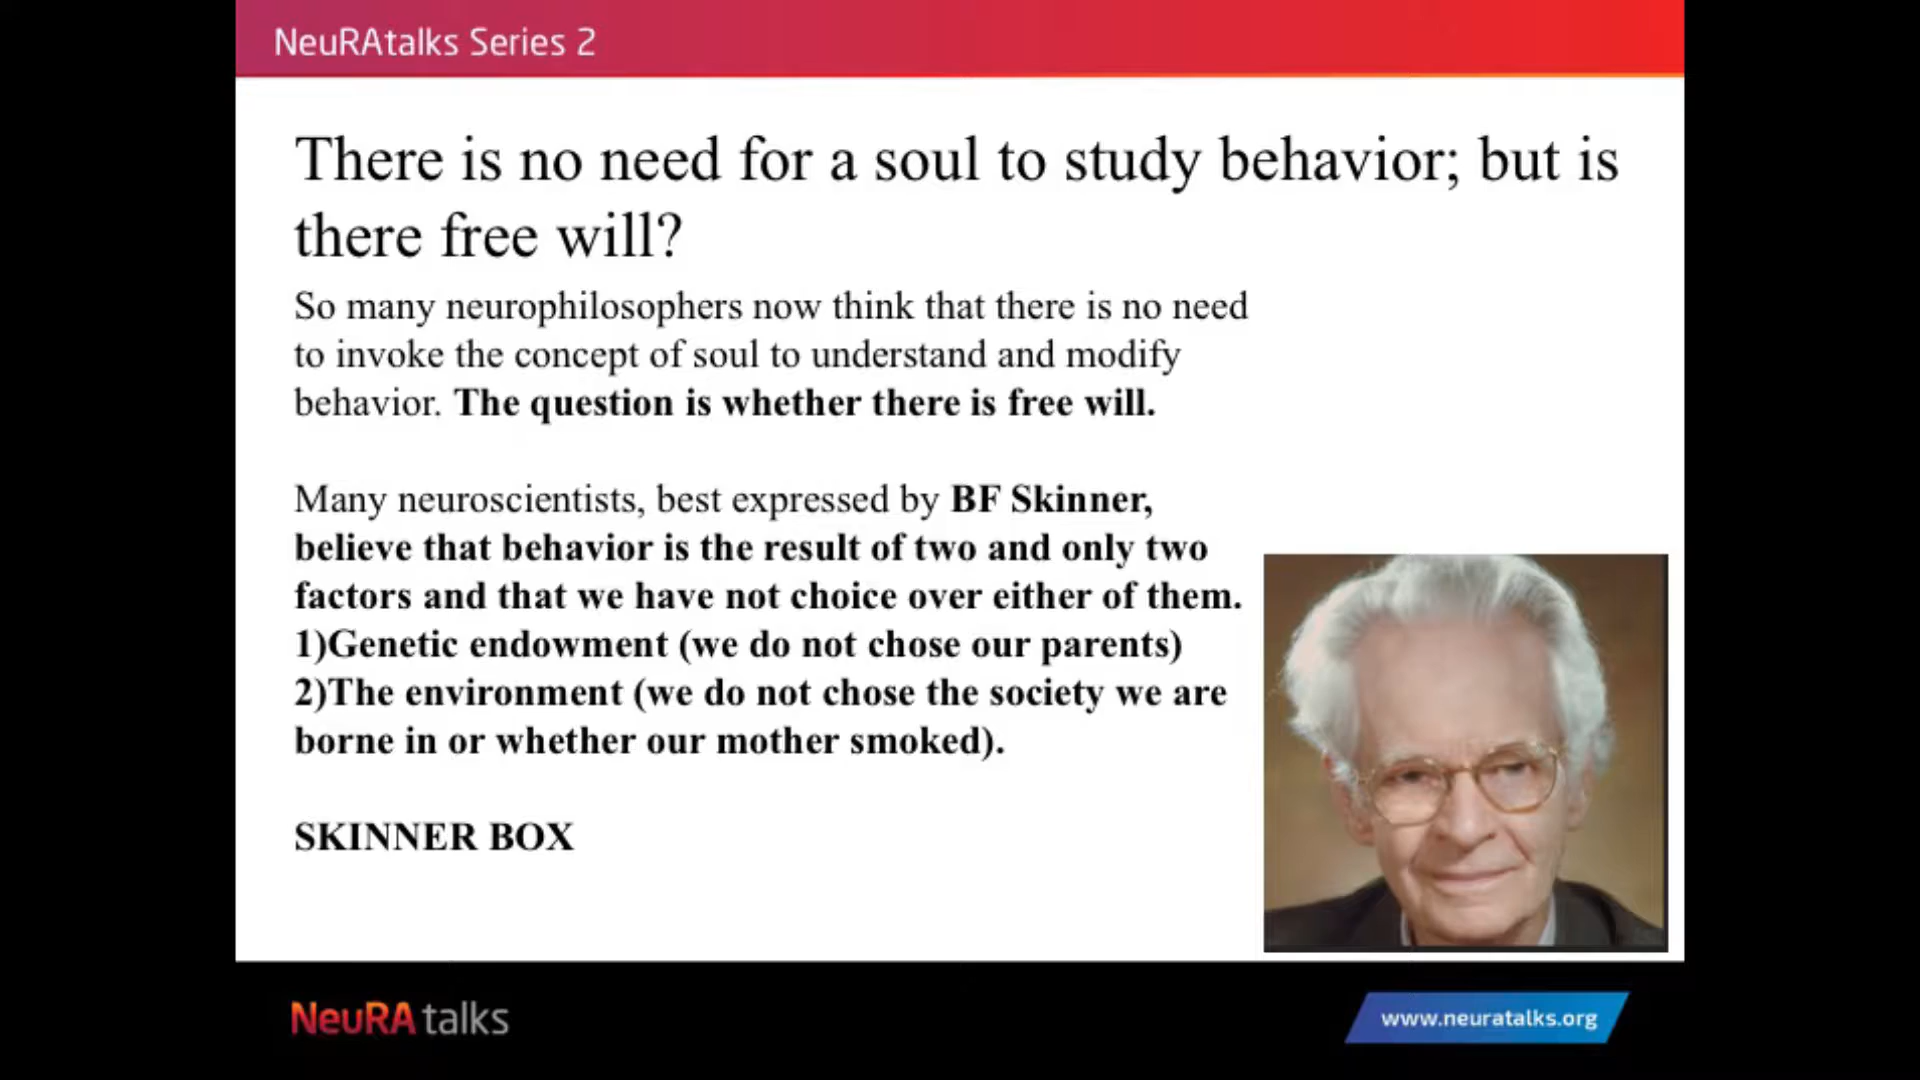 NeuRAtalks Series 2
There is no need for a soul to study behavior; but is
there free will?
So many neurophilosophers now think that there is no need
to invoke the concept of soul to understand and modify
behavior. The question is whether there is free will.
Many neuroscientists, best expressed by BF Skinner,
believe that behavior is the result of two and only two
factors and that we have not choice over either of them.
1)Genetic endowment (we do not chose our parents)
2)The environment (we do not chose the society we are
borne in or whether our mother smoked).
SKINNER BOX
NeuRA talks
www.neuratalks.org